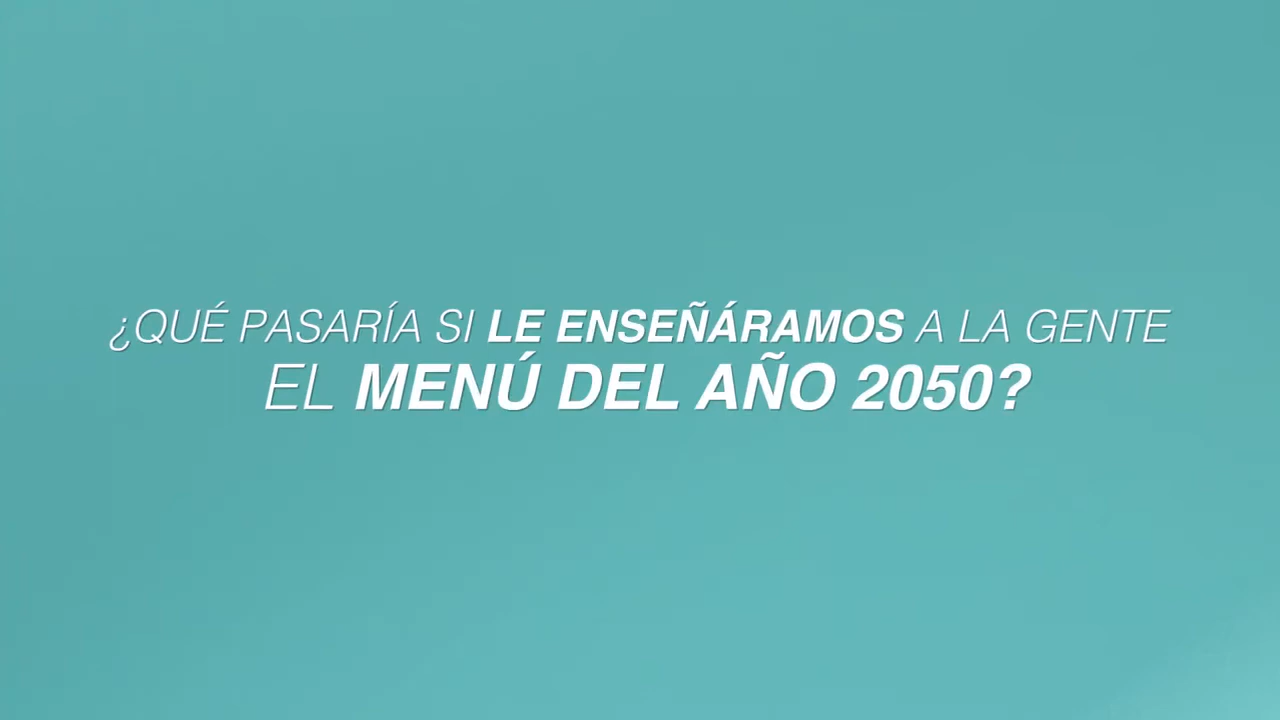 ¿QUÉ PASARÍA SI LE ENSEÑÁRAMOS A LA GENTE
EL MENÚ DEL AÑO 2050?